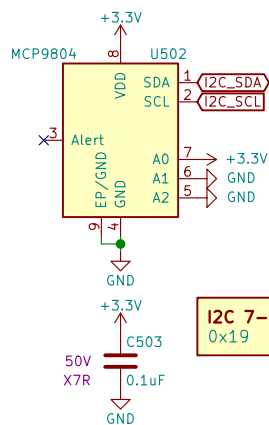 +3.3V
MCP9804 U502
8
VDD
SDA 1 I2C_SDA
SCL 2 I2C_SCL
3 Alert
A0 7 +3.3V
A1 6 GND
A2 5 GND
EP/GND
GND
9 4
GND
+3.3V
C503
50V
X7R 0.1uF
GND
I2C 7-
0x19